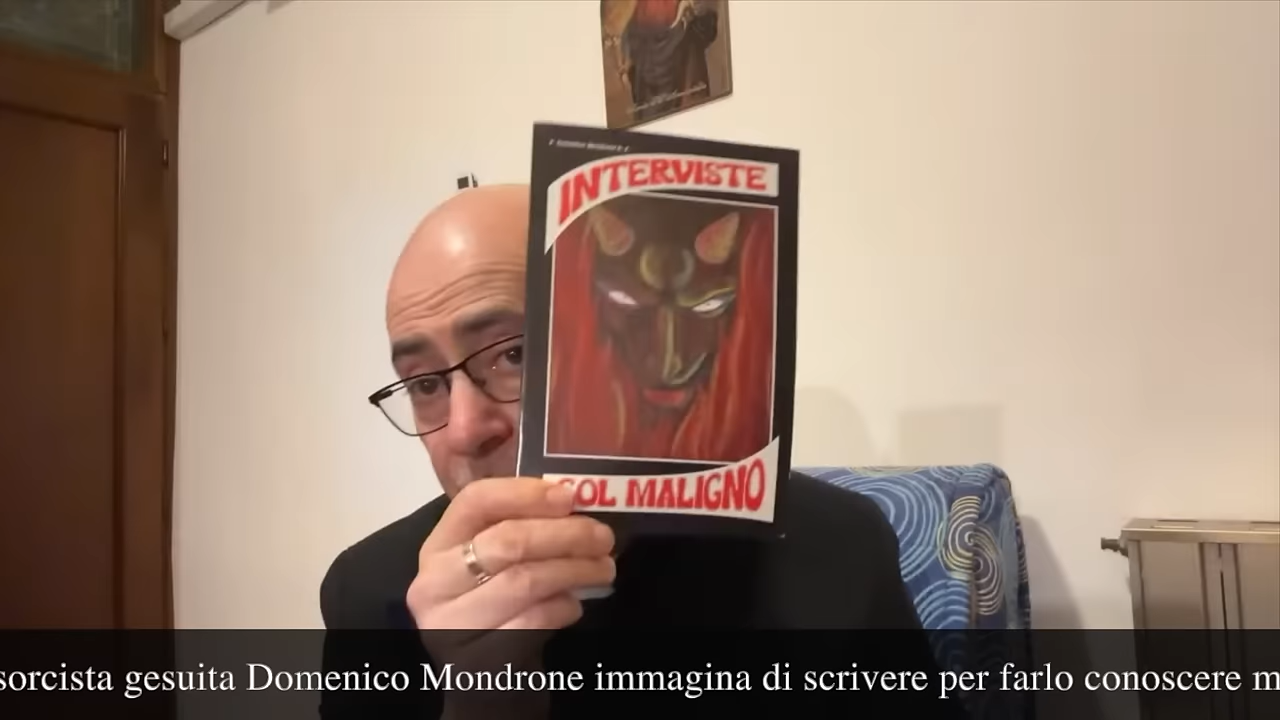 INTERVISTE
COL MALIGNO
sorcista gesuita Domenico Mondrone immagina di scrivere per farlo conoscere m